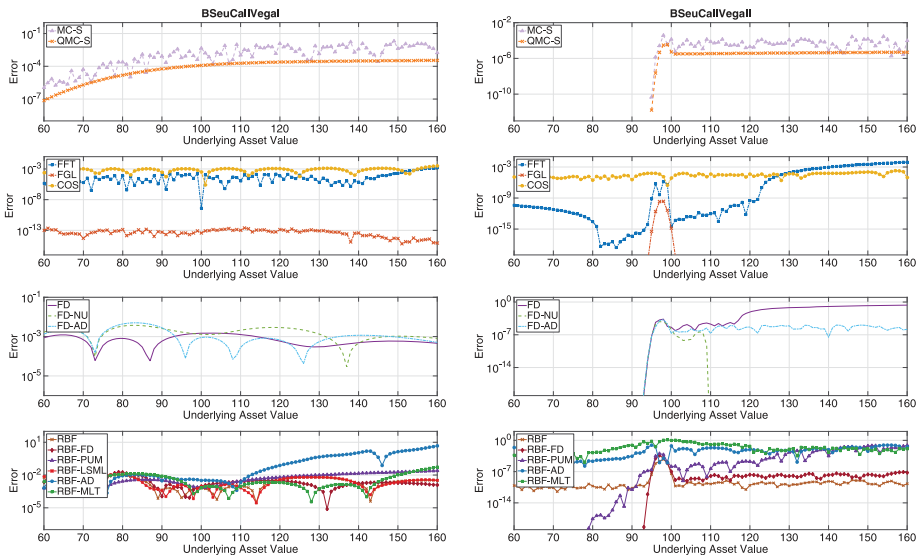 BSeuCallVegaI
10^-1
10^-4
10^-7
Error
MC-S
QMC-S
60 70 80 90 100 110 120 130 140 150 160
Underlying Asset Value
10^-3
10^-8
10^-13
Error
FFT
FGL
COS
60 70 80 90 100 110 120 130 140 150 160
Underlying Asset Value
10^-1
10^-3
10^-5
Error
FD
FD-NU
FD-AD
60 70 80 90 100 110 120 130 140 150 160
Underlying Asset Value
10^1
10^-2
10^-5
Error
RBF
RBF-FD
RBF-PUM
RBF-LSML
RBF-AD
RBF-MLT
60 70 80 90 100 110 120 130 140 150 160
Underlying Asset Value
BSeuCallVegaII
10^-2
10^-6
10^-10
Error
MC-S
QMC-S
60 70 80 90 100 110 120 130 140 150 160
Underlying Asset Value
10^-3
10^-9
10^-15
Error
FFT
FGL
COS
60 70 80 90 100 110 120 130 140 150 160
Underlying Asset Value
10^0
10^-7
10^-14
Error
FD
FD-NU
FD-AD
60 70 80 90 100 110 120 130 140 150 160
Underlying Asset Value
10^0
10^-7
10^-14
Error
RBF
RBF-FD
RBF-PUM
RBF-AD
RBF-MLT
60 70 80 90 100 110 120 130 140 150 160
Underlying Asset Value